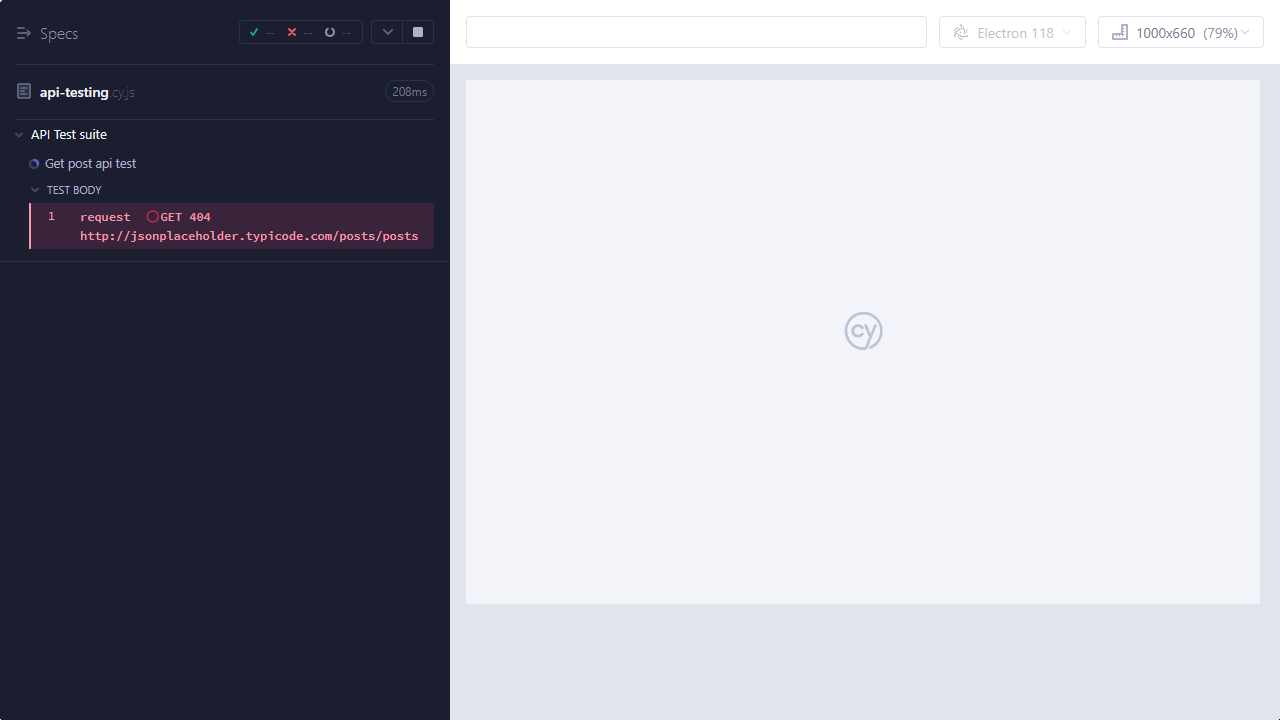 Specs
-- -- --
Electron 118
1000x660 (79%)
api-testing.cy.js
208ms
API Test suite
Get post api test
TEST BODY
1 request GET 404
http://jsonplaceholder.typicode.com/posts/posts
cy